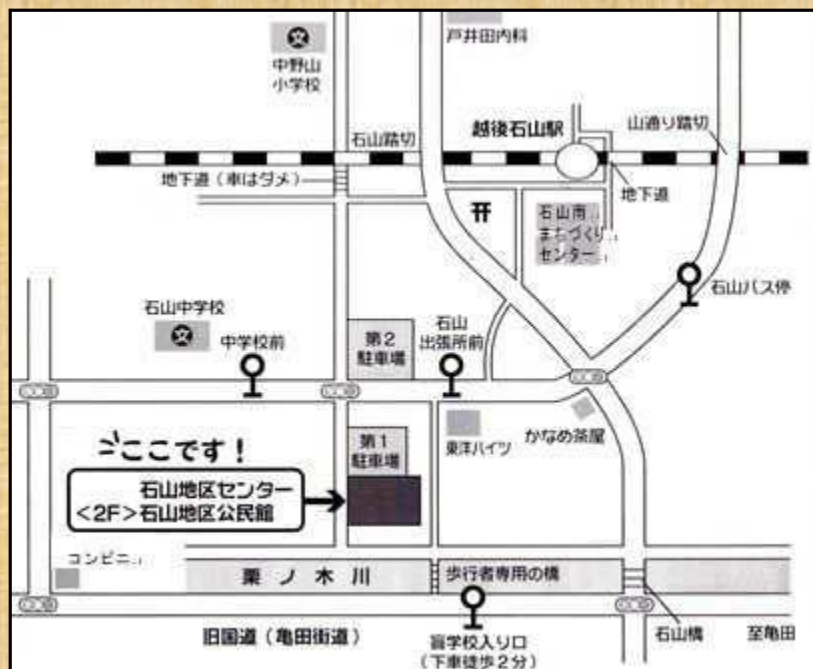 戸井田内科
文
中野山
小学校
石山踏切
越後石山駅
山通り踏切
地下道(車はダメ)
地下道
石山南
まちづくり
センター
石山バス停
石山中学校
文
中学校前
第2
駐車場
石山
出張所前
ここです!
第1
駐車場
東洋ハイツ
かなめ茶屋
石山地区センター
<2F>石山地区公民館
コンビニ
栗ノ木川
歩行者専用の橋
旧国道(亀田街道)
盲学校入り口
(下車徒歩2分)
石山橋
至亀田